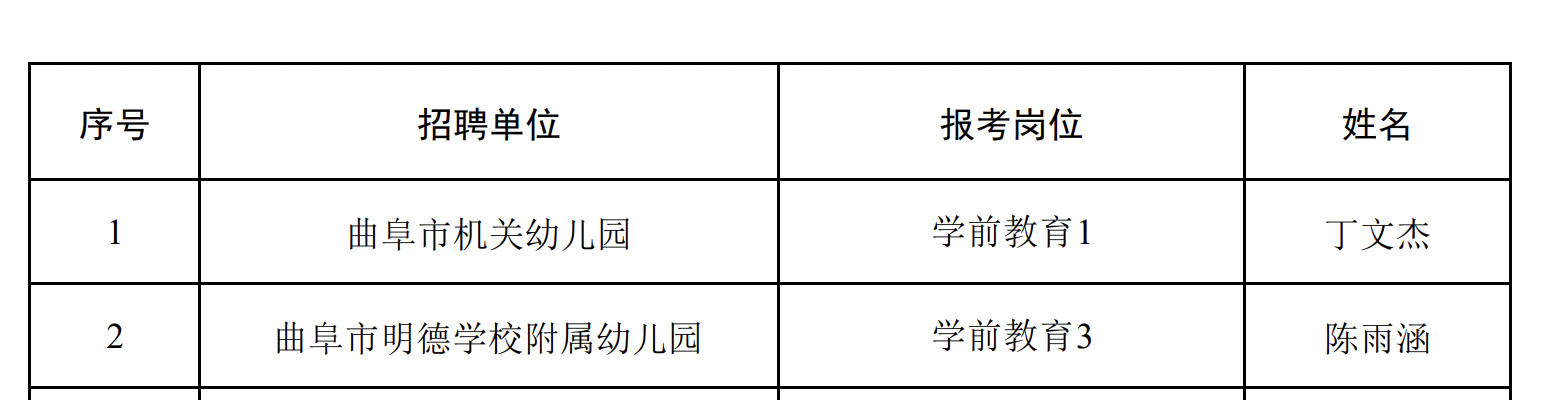 序号 招聘单位 报考岗位 姓名
1 曲阜市机关幼儿园 学前教育1 丁文杰
2 曲阜市明德学校附属幼儿园 学前教育3 陈雨涵